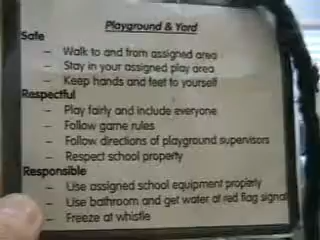 Playground & Yard
Safe
- Walk to and from assigned area
- Stay in your assigned play area
- Keep hands and feet to yourself
Respectful
- Play fairly and include everyone
- Follow game rules
- Follow directions of playground supervisors
- Respect school property
Responsible
- Use assigned school equipment properly
- Use bathroom and get water at red flag signal
- Freeze at whistle